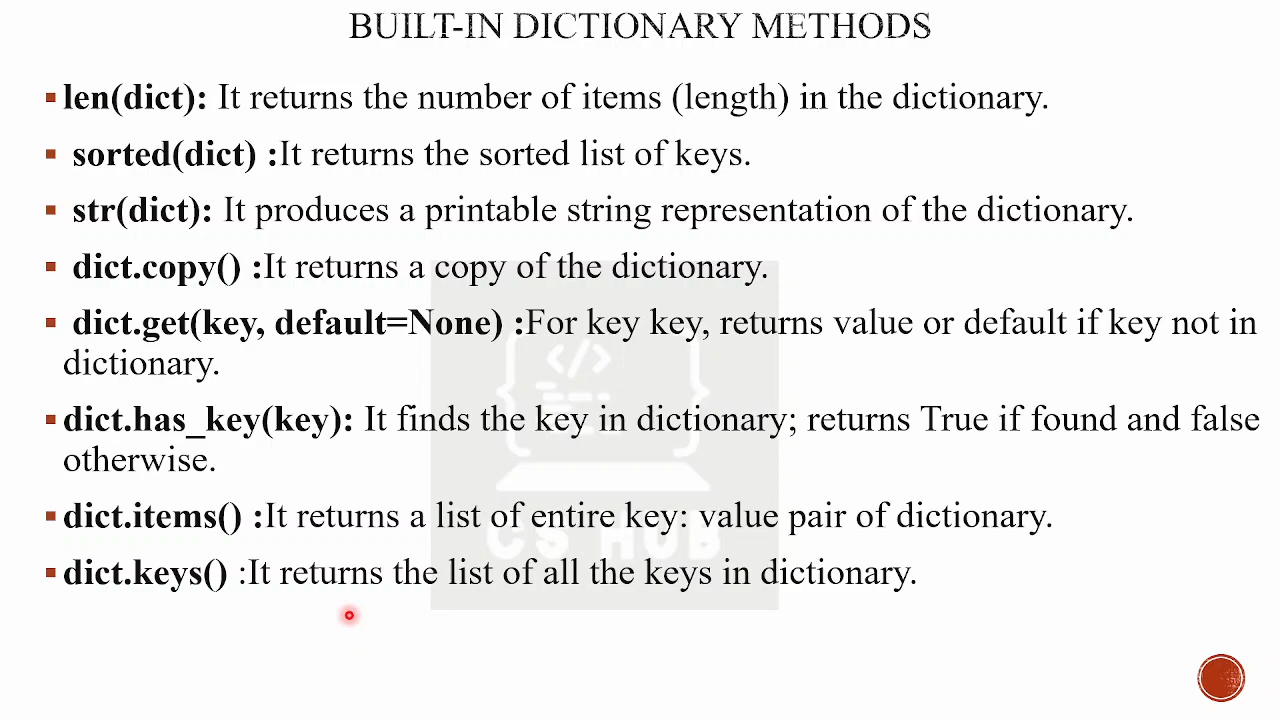 BUILT-IN DICTIONARY METHODS
▪len(dict): It returns the number of items (length) in the dictionary.
▪ sorted(dict) :It returns the sorted list of keys.
▪ str(dict): It produces a printable string representation of the dictionary.
▪ dict.copy() :It returns a copy of the dictionary.
▪ dict.get(key, default=None) :For key key, returns value or default if key not in
dictionary.
▪dict.has_key(key): It finds the key in dictionary; returns True if found and false
otherwise.
▪dict.items() :It returns a list of entire key: value pair of dictionary.
▪dict.keys() :It returns the list of all the keys in dictionary.
CS HUB